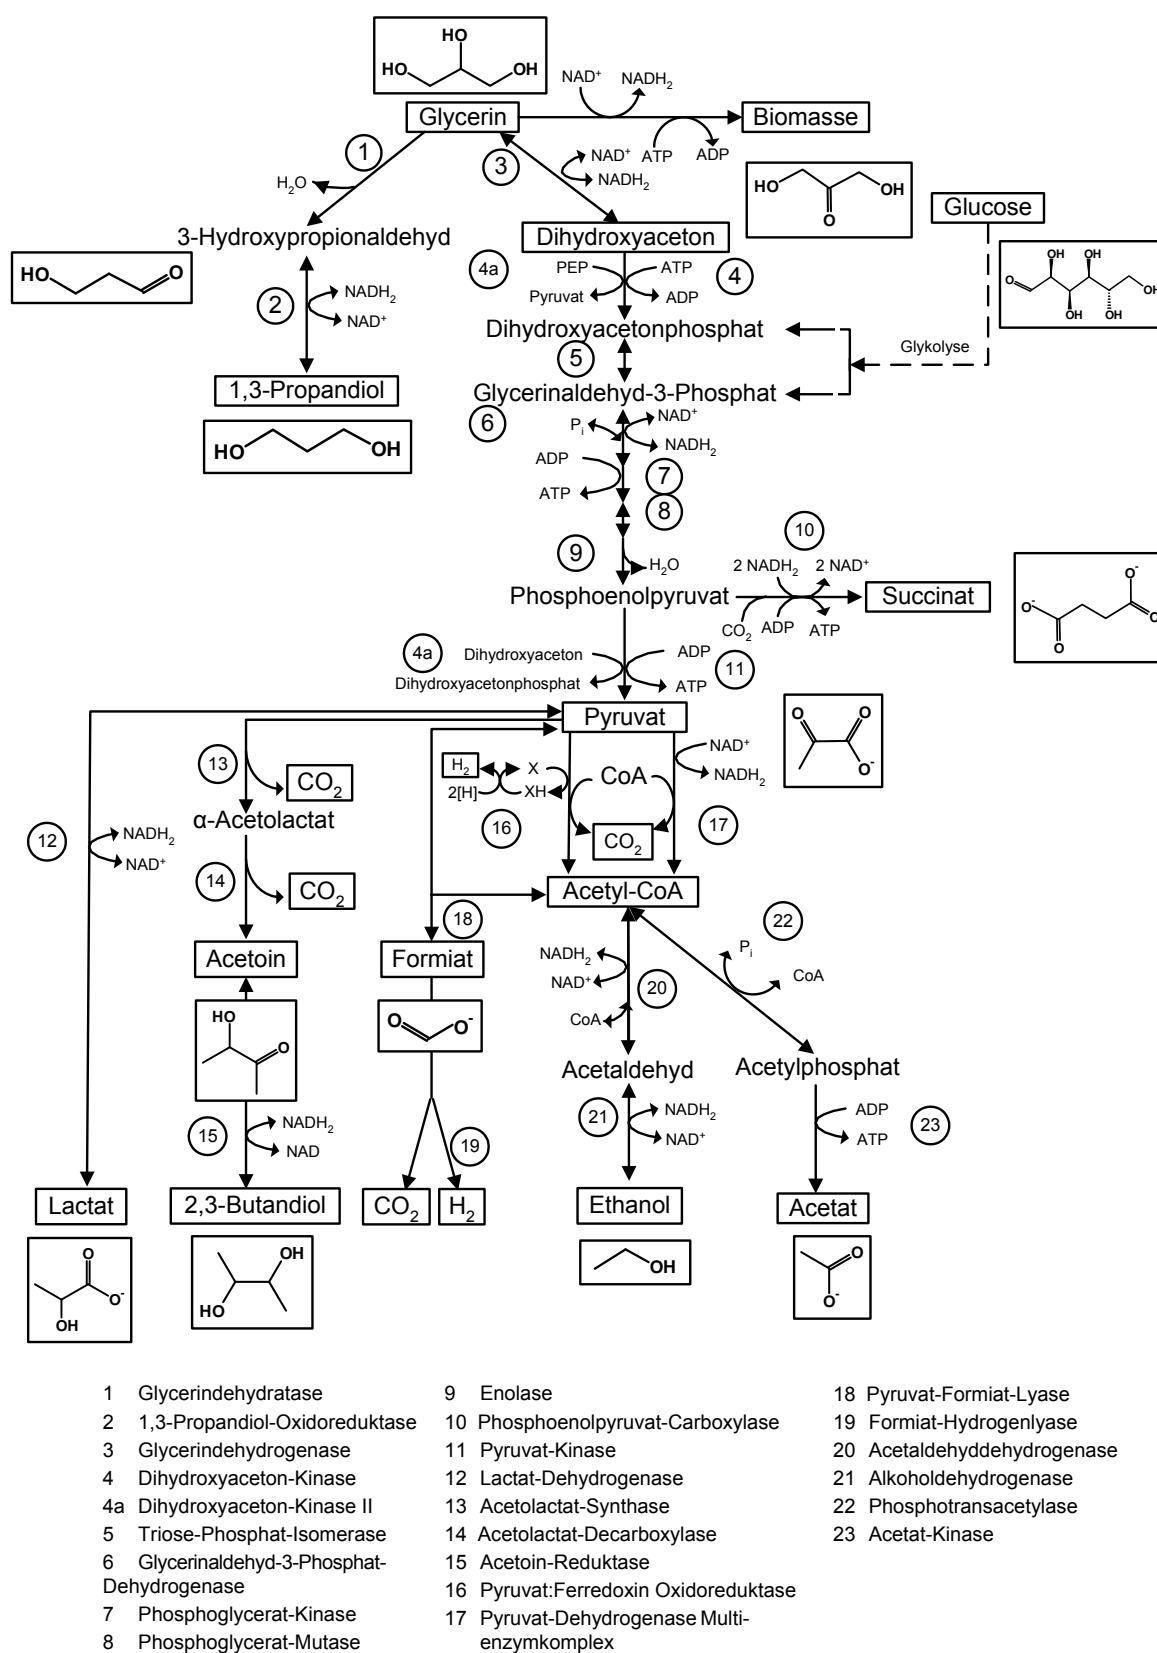 HO
HO
OH
NAD⁺
NADH₂
Glycerin
Biomasse
ATP
ADP
1
3
NAD⁺
NADH₂
H₂O
HO
OH
O
Glucose
3-Hydroxypropionaldehyd
Dihydroxyaceton
HO
O
4a
PEP
ATP
4
Pyruvat
ADP
OH
OH
O
OH
OH
OH
2
NADH₂
NAD⁺
Dihydroxyacetonphosphat
5
Glykolyse
1,3-Propandiol
Glycerinaldehyd-3-Phosphat
HO
OH
6
Pᵢ
NAD⁺
NADH₂
ADP
ATP
7
8
10
9
H₂O
2 NADH₂
2 NAD⁺
Phosphoenolpyruvat
Succinat
CO₂
ADP
ATP
O⁻
O⁻
O
O
4a
Dihydroxyaceton
ADP
11
Dihydroxyacetonphosphat
ATP
Pyruvat
O
O
O⁻
13
CO₂
H₂
X
2[H]
XH
CoA
NAD⁺
NADH₂
α-Acetolactat
16
17
CO₂
12
NADH₂
NAD⁺
14
CO₂
Acetyl-CoA
18
22
Acetoin
Formiat
NADH₂
NAD⁺
20
CoA
Pᵢ
CoA
HO
O
O
O⁻
Acetaldehyd
Acetylphosphat
15
NADH₂
NAD
19
21
NADH₂
NAD⁺
ADP
ATP
23
Lactat
2,3-Butandiol
CO₂
H₂
Ethanol
Acetat
O
O⁻
OH
OH
HO
OH
O
O⁻
1 Glycerindehydratase
2 1,3-Propandiol-Oxidoreduktase
3 Glycerindehydrogenase
4 Dihydroxyaceton-Kinase
4a Dihydroxyaceton-Kinase II
5 Triose-Phosphat-Isomerase
6 Glycerinaldehyd-3-Phosphat-
Dehydrogenase
7 Phosphoglycerat-Kinase
8 Phosphoglycerat-Mutase
9 Enolase
10 Phosphoenolpyruvat-Carboxylase
11 Pyruvat-Kinase
12 Lactat-Dehydrogenase
13 Acetolactat-Synthase
14 Acetolactat-Decarboxylase
15 Acetoin-Reduktase
16 Pyruvat:Ferredoxin Oxidoreduktase
17 Pyruvat-Dehydrogenase Multi-
enzymkomplex
18 Pyruvat-Formiat-Lyase
19 Formiat-Hydrogenlyase
20 Acetaldehyddehydrogenase
21 Alkoholdehydrogenase
22 Phosphotransacetylase
23 Acetat-Kinase